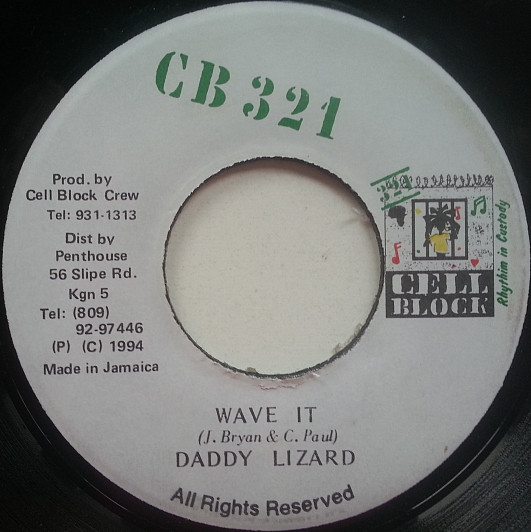 CB 321
Prod. by
Cell Block Crew
Tel: 931-1313
Dist by
Penthouse
56 Slipe Rd.
Kgn 5
Tel: (809)
92-97446
(P) (C) 1994
Made in Jamaica
321
CELL
BLOCK
Rhythim in Custody
WAVE IT
(J. Bryan & C. Paul)
DADDY LIZARD
All Rights Reserved